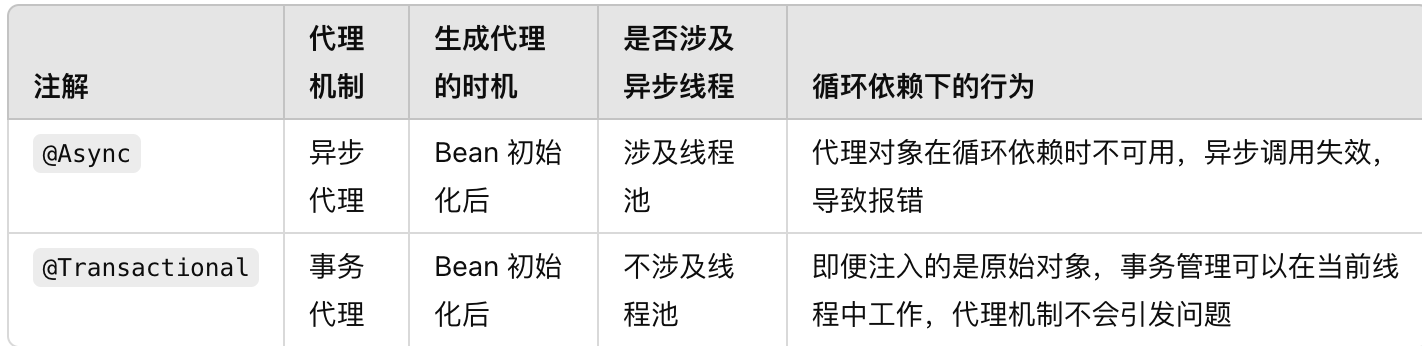 注解
代理
机制
生成代理
的时机
是否涉及
异步线程
循环依赖下的行为
@Async
异步
代理
Bean 初始
化后
涉及线程
池
代理对象在循环依赖时不可用，异步调用失效，
导致报错
@Transactional
事务
代理
Bean 初始
化后
不涉及线
程池
即便注入的是原始对象，事务管理可以在当前线
程中工作，代理机制不会引发问题